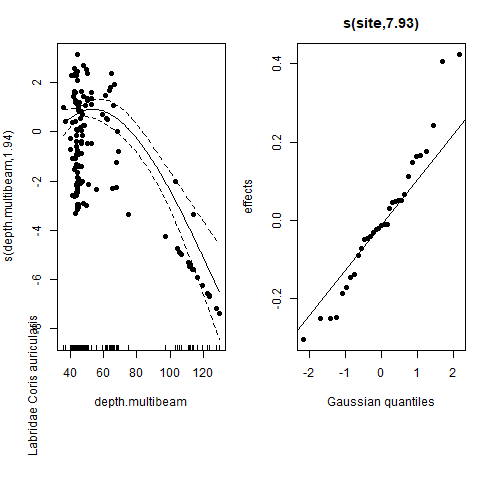 s(site,7.93)
s(depth.multibeam,1.94)
2
0
-2
-4
-6
-8
40 60 80 100 120
depth.multibeam
Labridae Coris auricularis
effects
0.4
0.2
0.0
-0.2
-2 -1 0 1 2
Gaussian quantiles